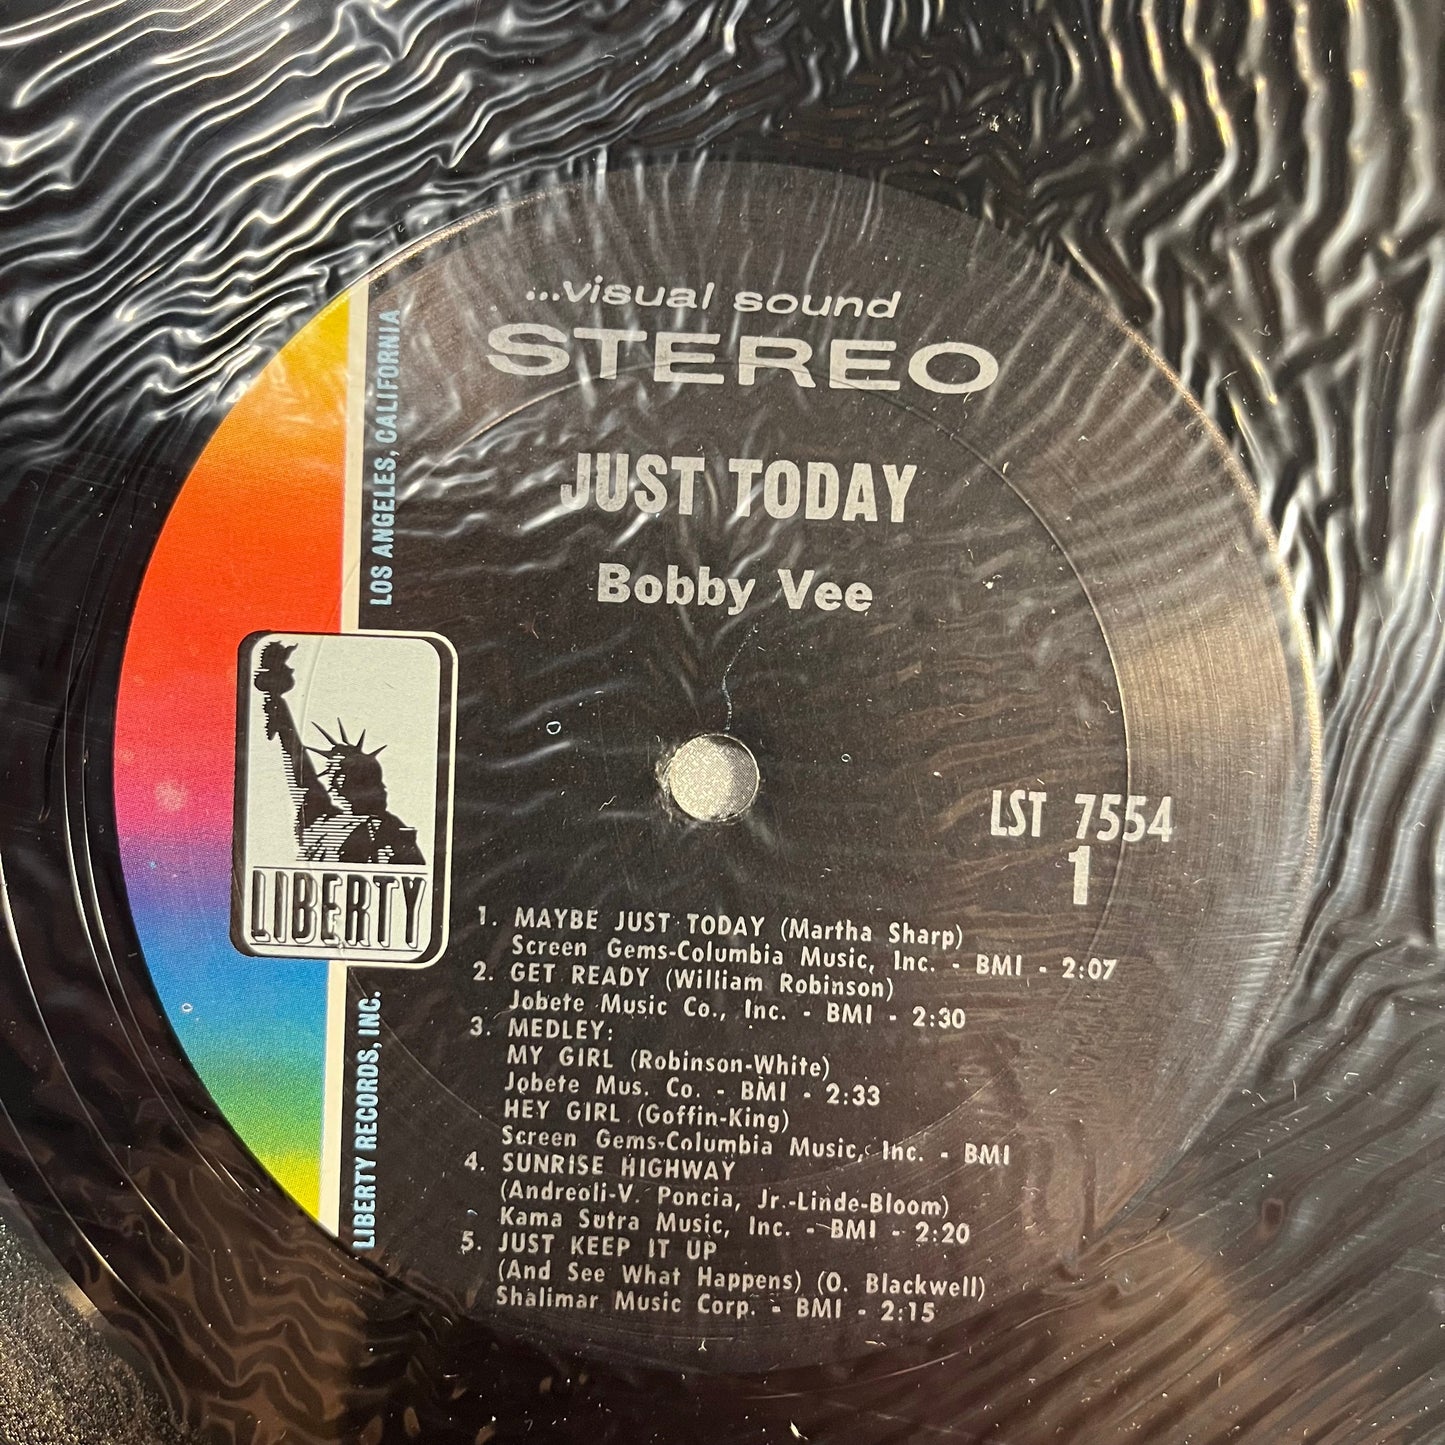 ...visual sound
STEREO
JUST TODAY
Bobby Vee
LOS ANGELES, CALIFORNIA
LIBERTY
LIBERTY RECORDS, INC.
LST 7554
1
1. MAYBE JUST TODAY (Martha Sharp)
Screen Gems-Columbia Music, Inc. - BMI - 2:07
2. GET READY (William Robinson)
Jobete Music Co., Inc. - BMI - 2:30
3. MEDLEY:
MY GIRL (Robinson-White)
Jobete Mus. Co. - BMI - 2:33
HEY GIRL (Goffin-King)
Screen Gems-Columbia Music, Inc. - BMI
4. SUNRISE HIGHWAY
(Andreoli-V. Poncia, Jr.-Linde-Bloom)
Kama Sutra Music, Inc. - BMI - 2:20
5. JUST KEEP IT UP
(And See What Happens) (O. Blackwell)
Shalimar Music Corp. - BMI - 2:15